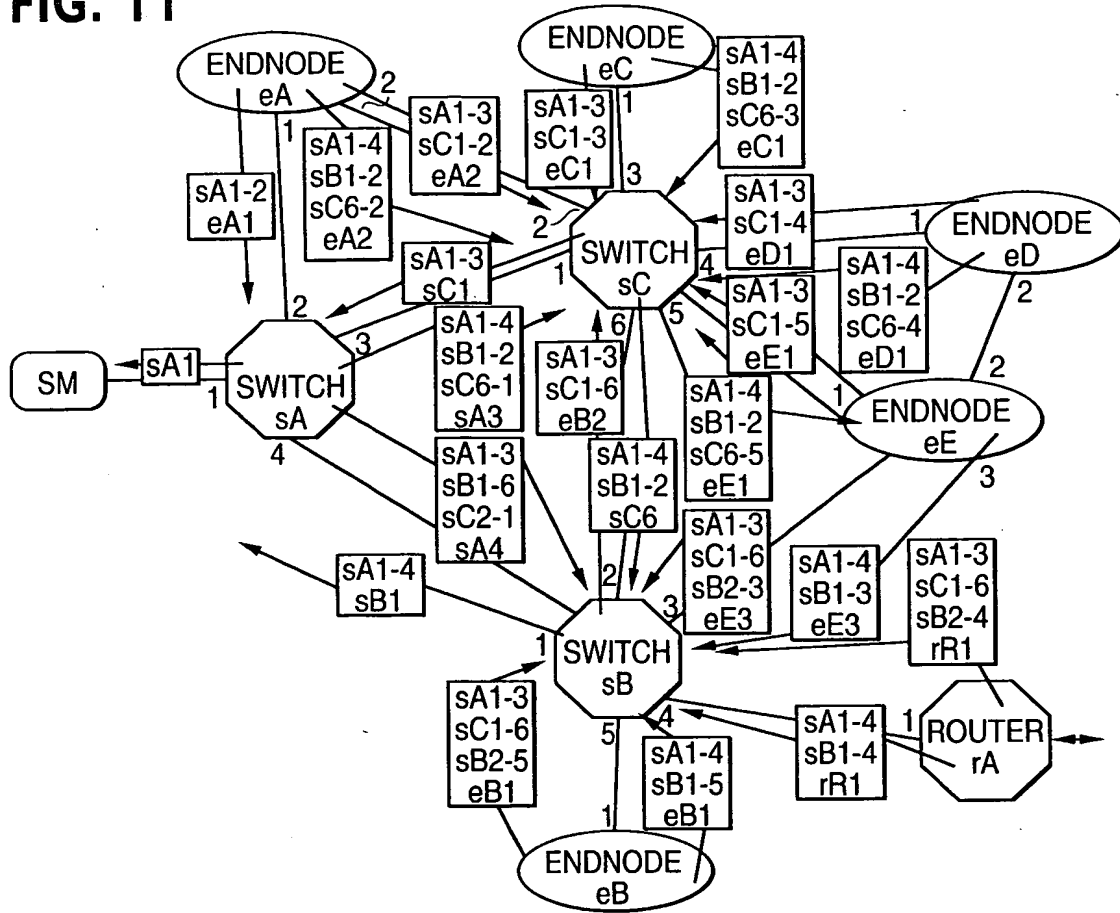 FIG. 11
ENDNODE
eA
2
1
sA1-2
eA1
sA1-4
sB1-2
sC6-2
eA2
sA1-3
sC1-2
eA2
ENDNODE
eC
1
sA1-3
sC1-3
eC1
sA1-4
sB1-2
sC6-3
eC1
3
2
SWITCH
sC
1
4
5
6
sA1-3
sC1-4
eD1
1
ENDNODE
eD
2
sA1-4
sB1-2
sC6-4
eD1
sA1-3
sC1-5
eE1
sA1-3
sC1
SM
sA1
2
3
SWITCH
sA
1
4
sA1-4
sB1-2
sC6-1
sA3
sA1-3
sC1-6
eB2
sA1-4
sB1-2
sC6-5
eE1
1
2
ENDNODE
eE
3
sA1-3
sB1-6
sC2-1
sA4
sA1-4
sB1-2
sC6
sA1-3
sC1-6
sB2-3
eE3
sA1-4
sB1-3
eE3
sA1-3
sC1-6
sB2-4
rR1
sA1-4
sB1
2
3
1
SWITCH
sB
4
5
sA1-3
sC1-6
sB2-5
eB1
sA1-4
sB1-5
eB1
sA1-4
sB1-4
rR1
1
ROUTER
rA
1
ENDNODE
eB